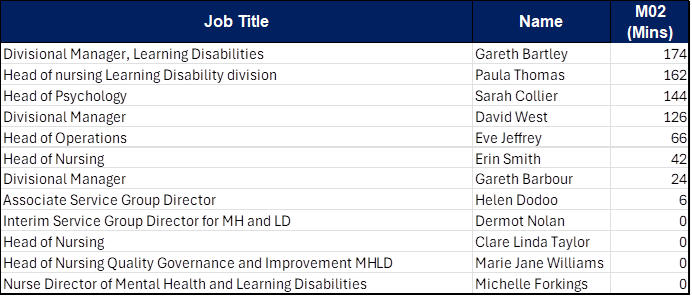 Job Title Name M02 (Mins)
Divisional Manager, Learning Disabilities Gareth Bartley 174
Head of nursing Learning Disability division Paula Thomas 162
Head of Psychology Sarah Collier 144
Divisional Manager David West 126
Head of Operations Eve Jeffrey 66
Head of Nursing Erin Smith 42
Divisional Manager Gareth Barbour 24
Associate Service Group Director Helen Dodoo 6
Interim Service Group Director for MH and LD Dermot Nolan 0
Head of Nursing Clare Linda Taylor 0
Head of Nursing Quality Governance and Improvement MHLD Marie Jane Williams 0
Nurse Director of Mental Health and Learning Disabilities Michelle Forkings 0